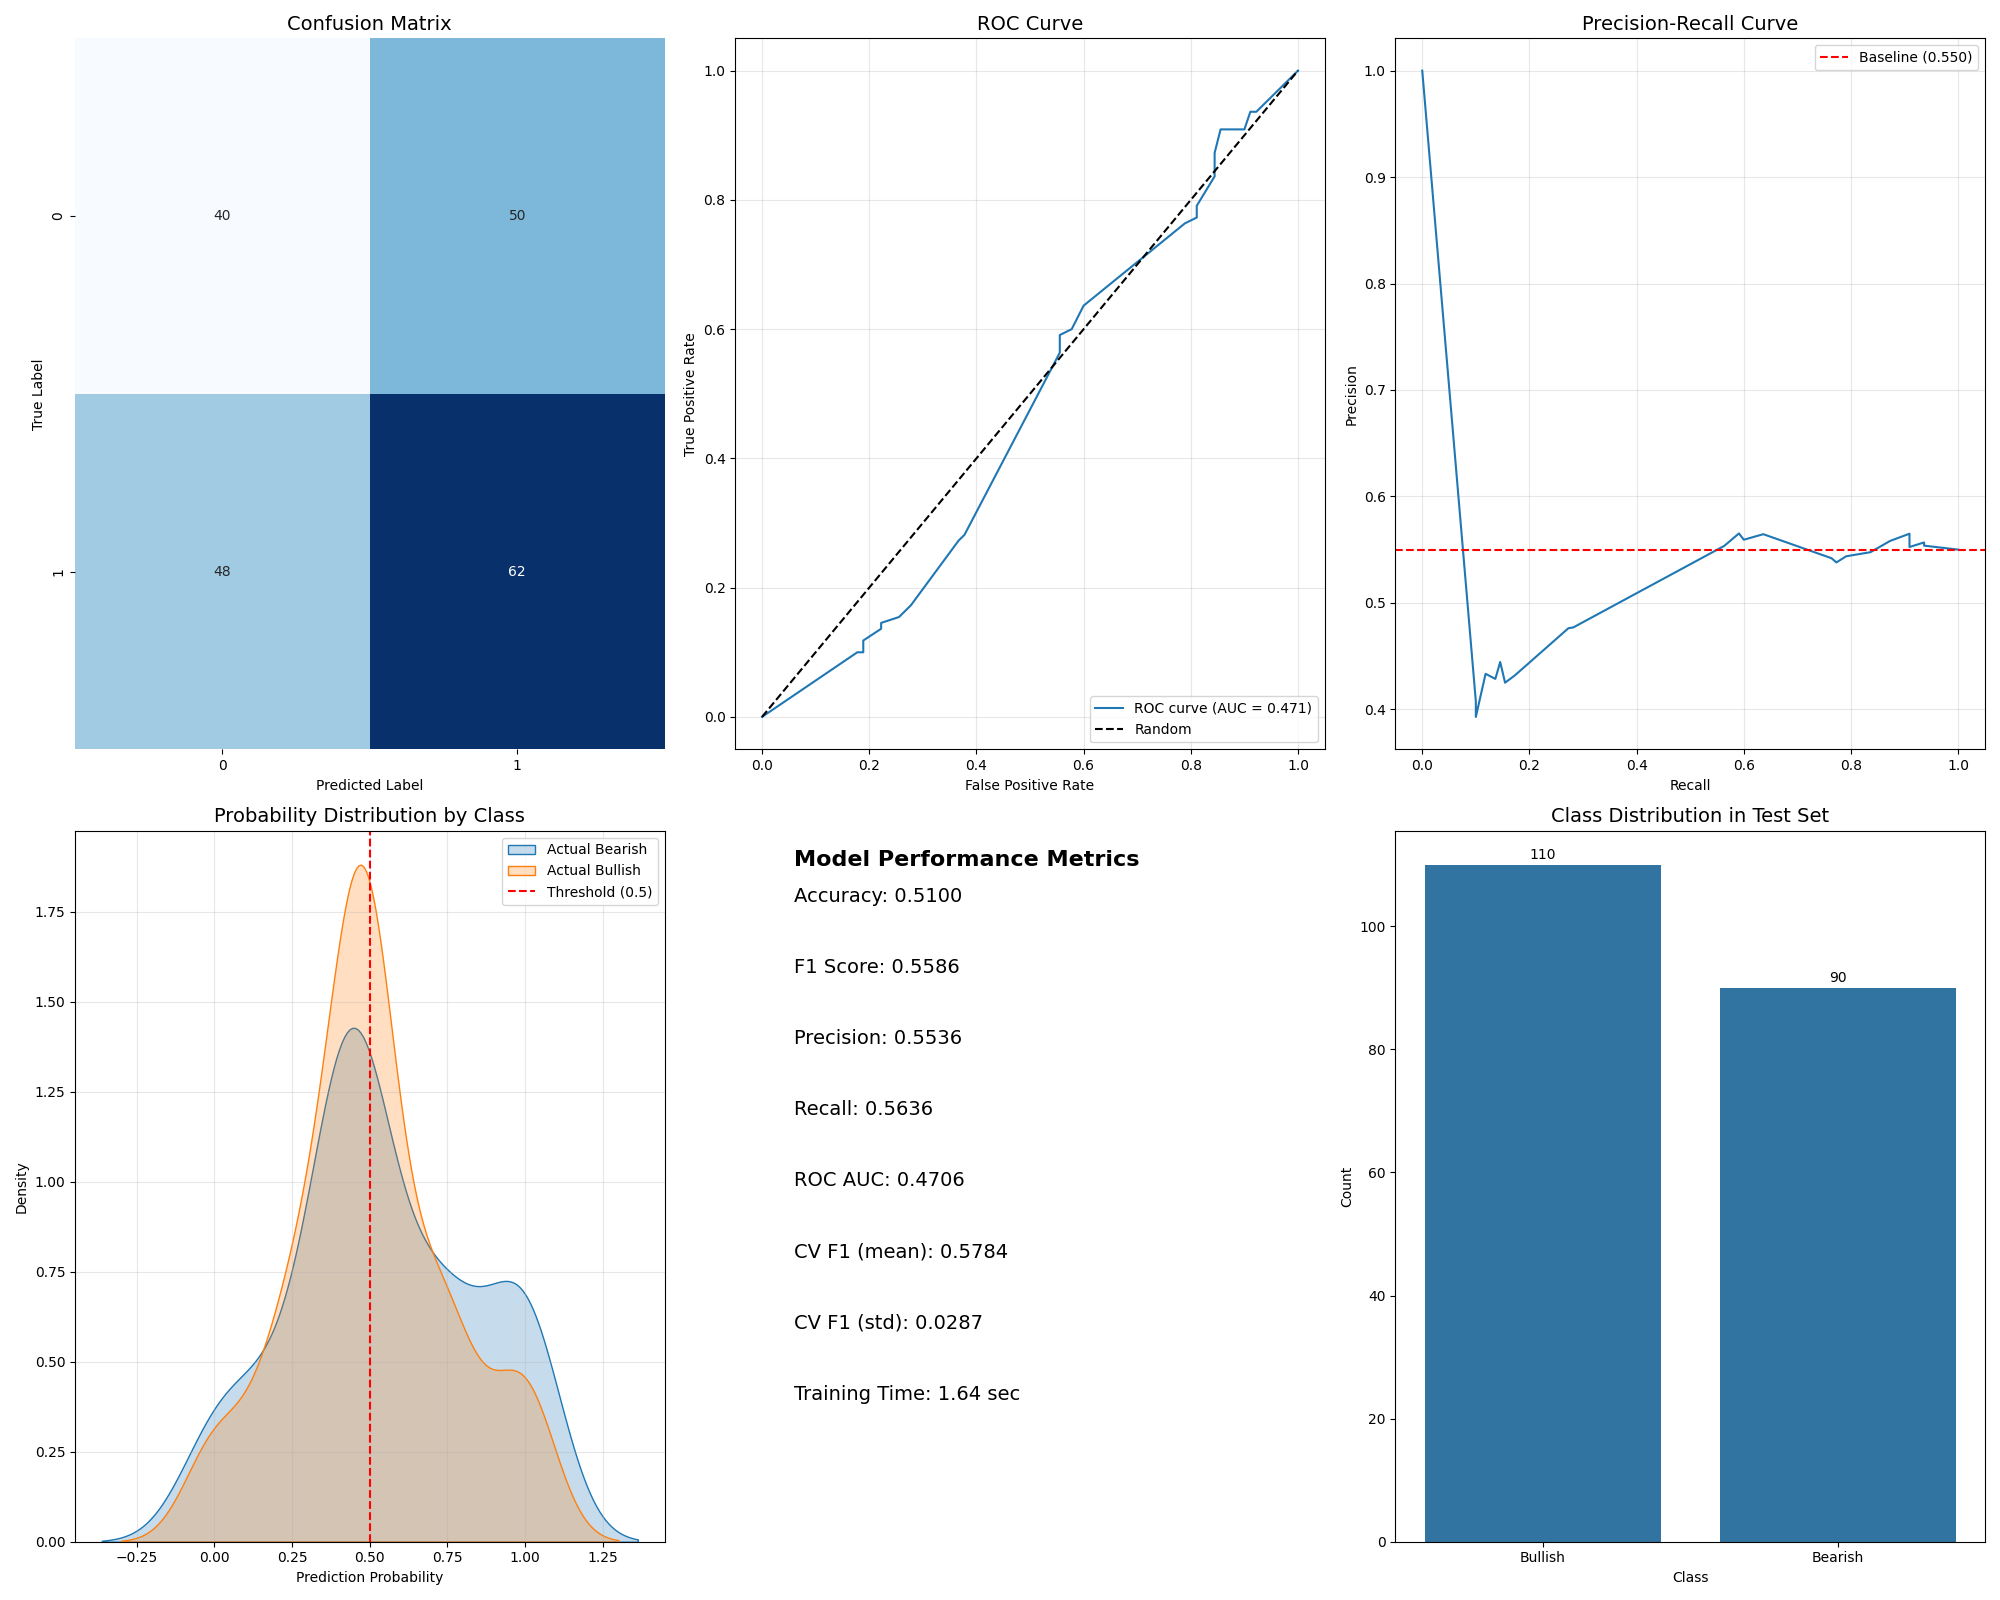 Confusion Matrix
40
50
48
62
0
1
True Label
0
1
Predicted Label
ROC Curve
1.0
0.8
0.6
0.4
0.2
0.0
True Positive Rate
ROC curve (AUC = 0.471)
Random
0.0
0.2
0.4
0.6
0.8
1.0
False Positive Rate
Precision-Recall Curve
Baseline (0.550)
1.0
0.9
0.8
0.7
0.6
0.5
0.4
Precision
0.0
0.2
0.4
0.6
0.8
1.0
Recall
Probability Distribution by Class
Actual Bearish
Actual Bullish
Threshold (0.5)
1.75
1.50
1.25
1.00
0.75
0.50
0.25
0.00
Density
−0.25
0.00
0.25
0.50
0.75
1.00
1.25
Prediction Probability
Model Performance Metrics
Accuracy: 0.5100
F1 Score: 0.5586
Precision: 0.5536
Recall: 0.5636
ROC AUC: 0.4706
CV F1 (mean): 0.5784
CV F1 (std): 0.0287
Training Time: 1.64 sec
Class Distribution in Test Set
110
90
100
80
60
40
20
0
Count
Bullish
Bearish
Class